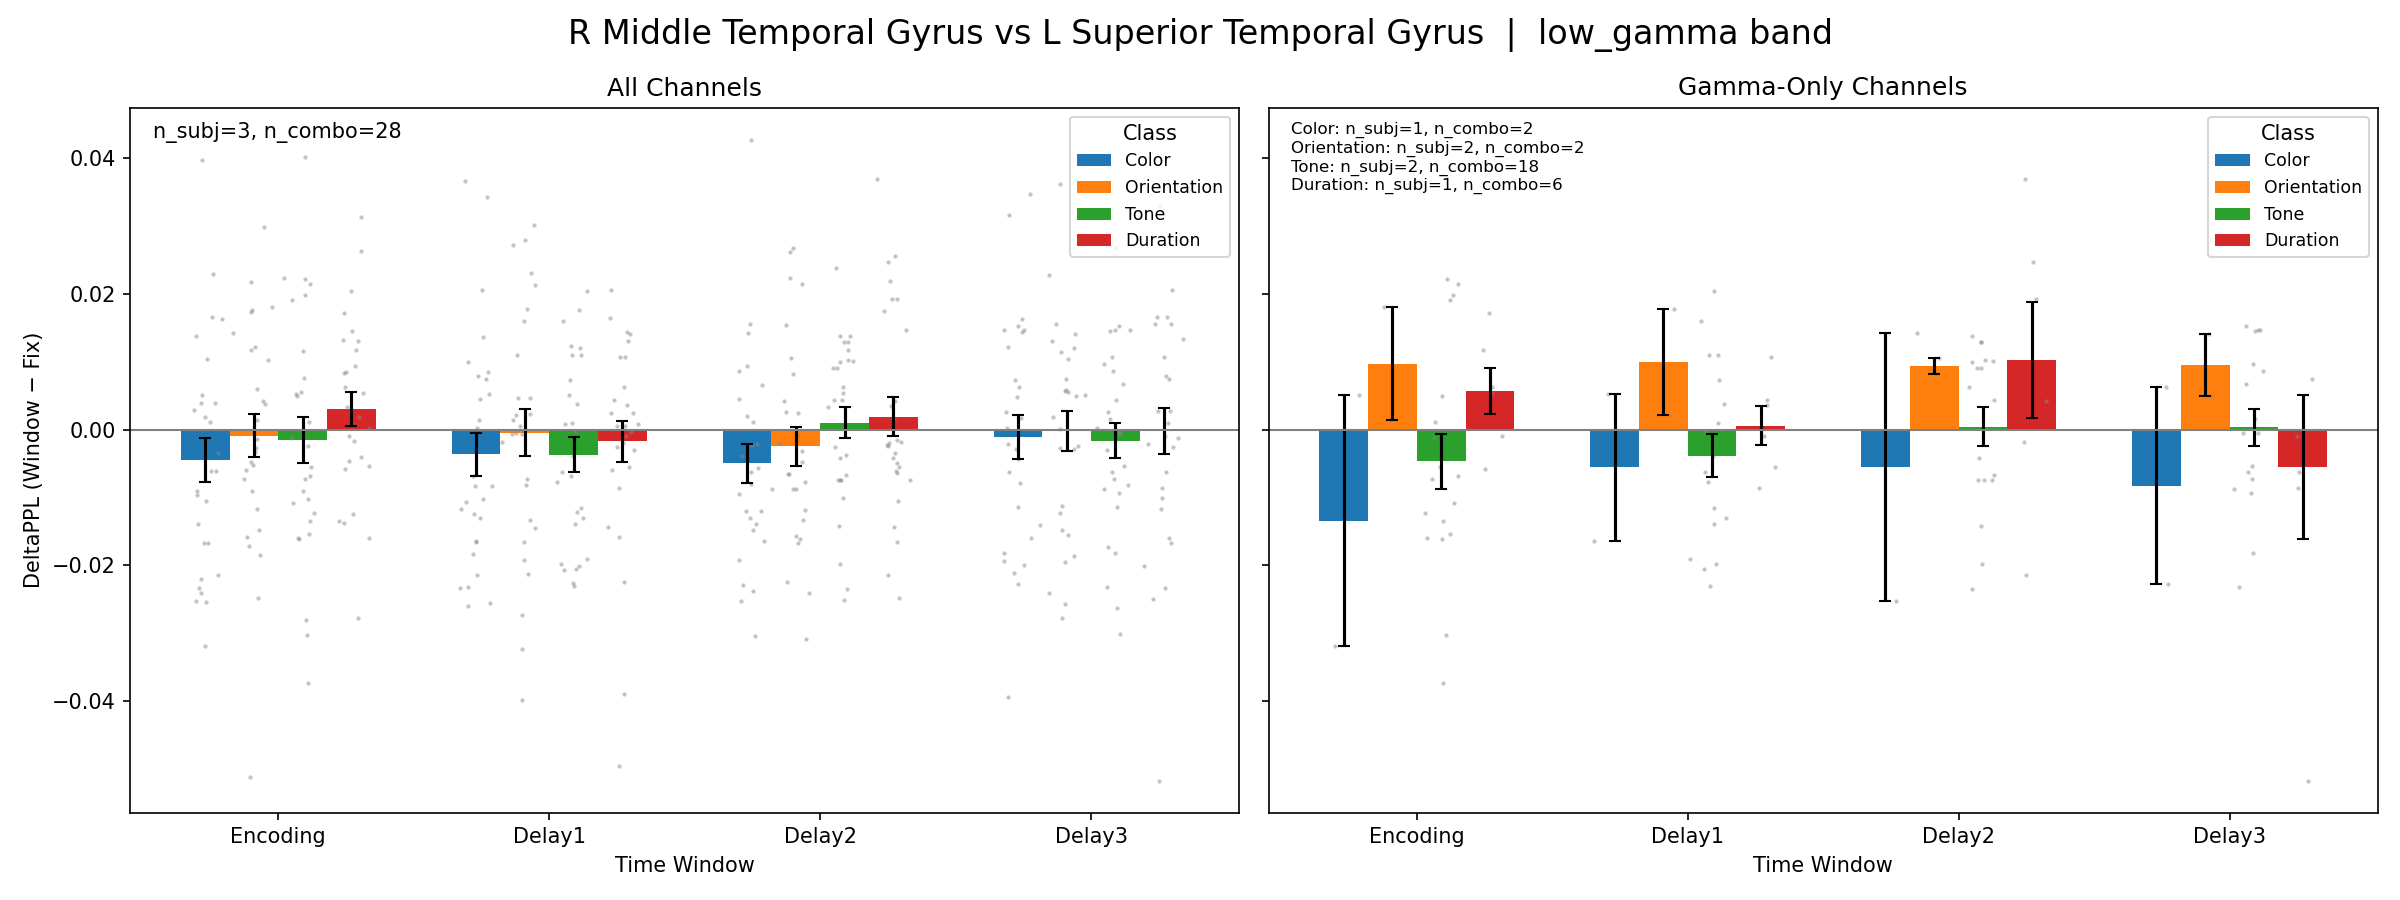 R Middle Temporal Gyrus vs L Superior Temporal Gyrus | low_gamma band
All Channels
n_subj=3, n_combo=28
Class
Color
Orientation
Tone
Duration
DeltaPPL (Window − Fix)
0.04
0.02
0.00
−0.02
−0.04
Encoding
Delay1
Delay2
Delay3
Time Window
Gamma-Only Channels
Color: n_subj=1, n_combo=2
Orientation: n_subj=2, n_combo=2
Tone: n_subj=2, n_combo=18
Duration: n_subj=1, n_combo=6
Class
Color
Orientation
Tone
Duration
Encoding
Delay1
Delay2
Delay3
Time Window